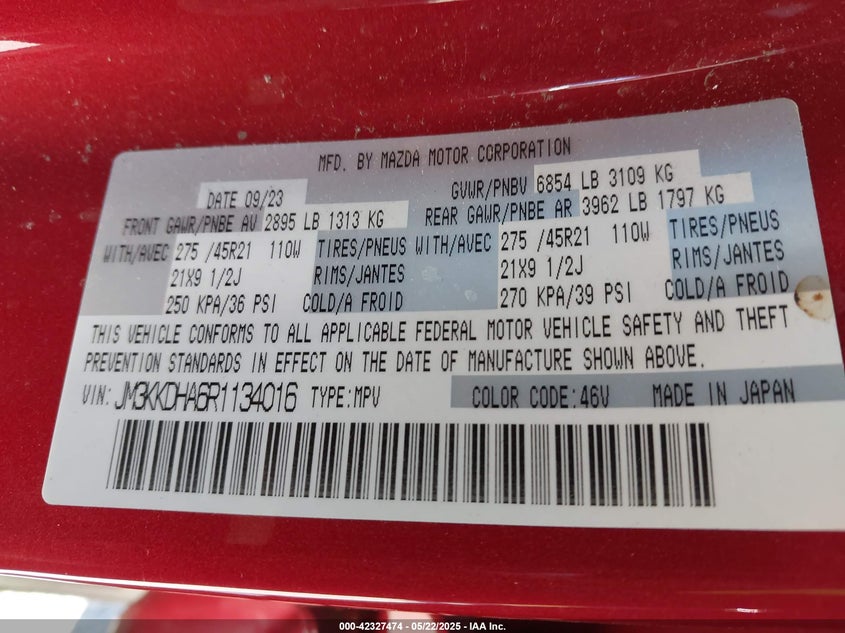 MFD. BY MAZDA MOTOR CORPORATION
DATE 09/23 GVWR/PNBV 6854 LB 3109 KG
FRONT GAWR/PNBE AV 2895 LB 1313 KG REAR GAWR/PNBE AR 3962 LB 1797 KG
WITH/AVEC 275 /45R21 110W TIRES/PNEUS WITH/AVEC 275 /45R21 110W TIRES/PNEUS
21X9 1/2J RIMS/JANTES 21X9 1/2J RIMS/JANTES
250 KPA/36 PSI COLD/A FROID 270 KPA/39 PSI COLD/A FROID
THIS VEHICLE CONFORMS TO ALL APPLICABLE FEDERAL MOTOR VEHICLE SAFETY AND THEFT
PREVENTION STANDARDS IN EFFECT ON THE DATE OF MANUFACTURE SHOWN ABOVE.
VIN: JM3KKDHA6R1134016 TYPE:MPV COLOR CODE:46V MADE IN JAPAN
000-42327474 - 05/22/2025 - IAA Inc.